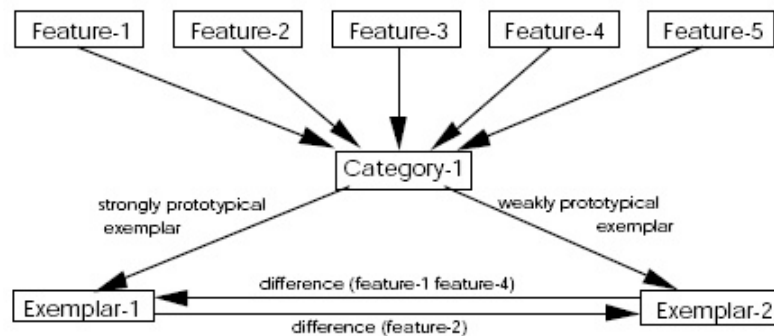 Feature-1 Feature-2 Feature-3 Feature-4 Feature-5
Category-1
strongly prototypical
exemplar
weakly prototypical
exemplar
difference (feature-1 feature-4)
Exemplar-1 Exemplar-2
difference (feature-2)